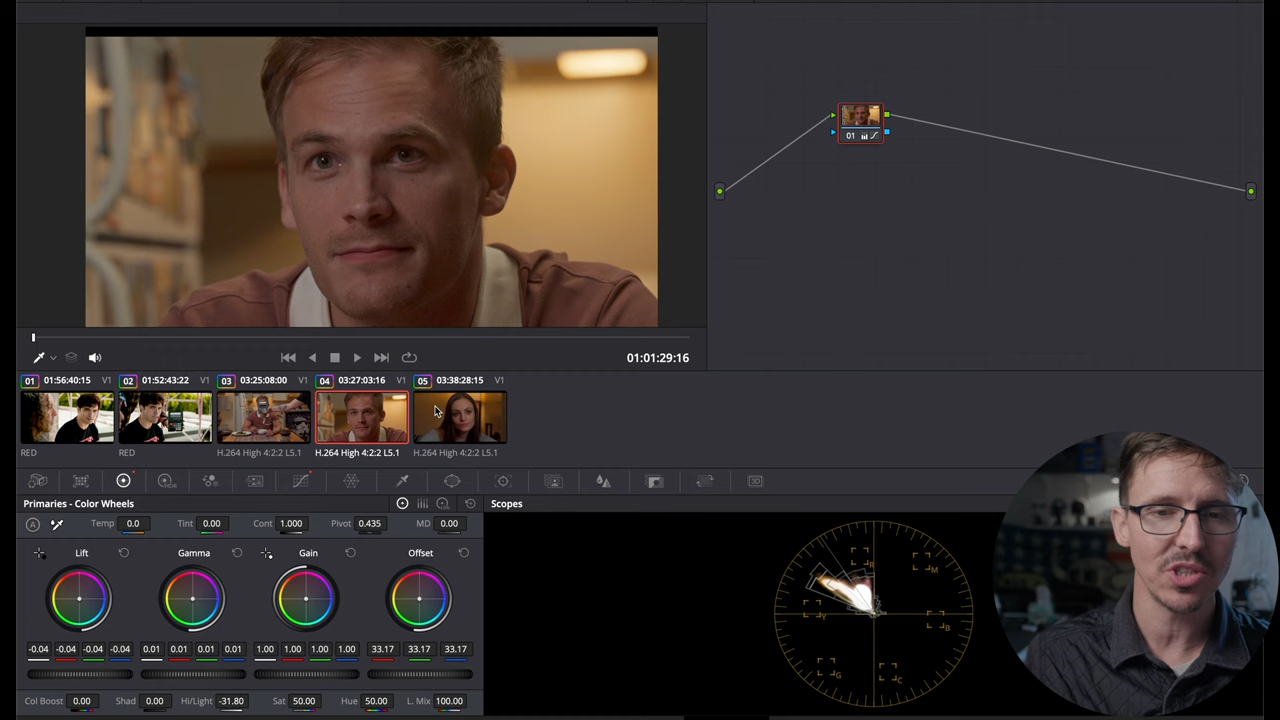 01
01:01:29:16
01 01:56:40:15 V1 02 01:52:43:22 V1 03 03:25:08:00 V1 04 03:27:03:16 V1 05 03:38:28:15 V1
RED RED H.264 High 4:2:2 L5.1 H.264 High 4:2:2 L5.1 H.264 High 4:2:2 L5.1
HDR
3D
Primaries - Color Wheels
Scopes
A Temp 0.0 Tint 0.00 Cont 1.000 Pivot 0.435 MD 0.00
Lift Gamma Gain Offset
R M
Y B
G C
-0.04 -0.04 -0.04 -0.04 0.01 0.01 0.01 0.01 1.00 1.00 1.00 1.00 33.17 33.17 33.17
Col Boost 0.00 Shad 0.00 Hi/Light -31.80 Sat 50.00 Hue 50.00 L. Mix 100.00